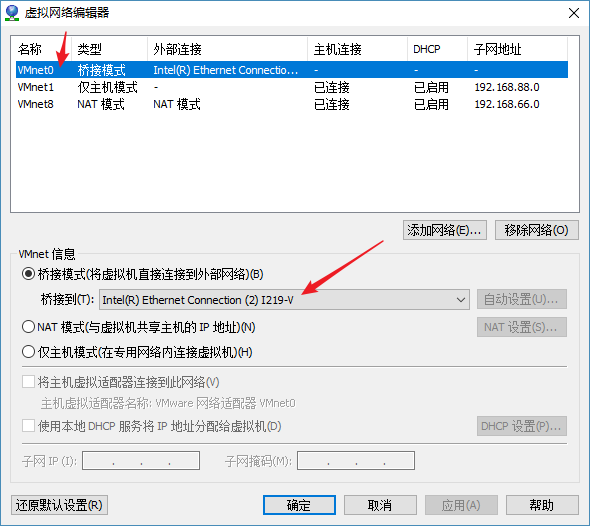 虚拟网络编辑器
名称 类型 外部连接 主机连接 DHCP 子网地址
VMnet0 桥接模式 Intel(R) Ethernet Connectio... - - -
VMnet1 仅主机模式 - 已连接 已启用 192.168.88.0
VMnet8 NAT 模式 NAT 模式 已连接 已启用 192.168.66.0
添加网络(E)... 移除网络(O)
VMnet 信息
桥接模式(将虚拟机直接连接到外部网络)(B)
桥接到(T): Intel(R) Ethernet Connection (2) I219-V 自动设置(U)...
NAT 模式(与虚拟机共享主机的 IP 地址)(N) NAT 设置(S)...
仅主机模式(在专用网络内连接虚拟机)(H)
将主机虚拟适配器连接到此网络(V)
主机虚拟适配器名称: VMware 网络适配器 VMnet0
使用本地 DHCP 服务将 IP 地址分配给虚拟机(D) DHCP 设置(P)...
子网 IP (I): . . . 子网掩码(M): . . .
还原默认设置(R) 确定 取消 应用(A) 帮助